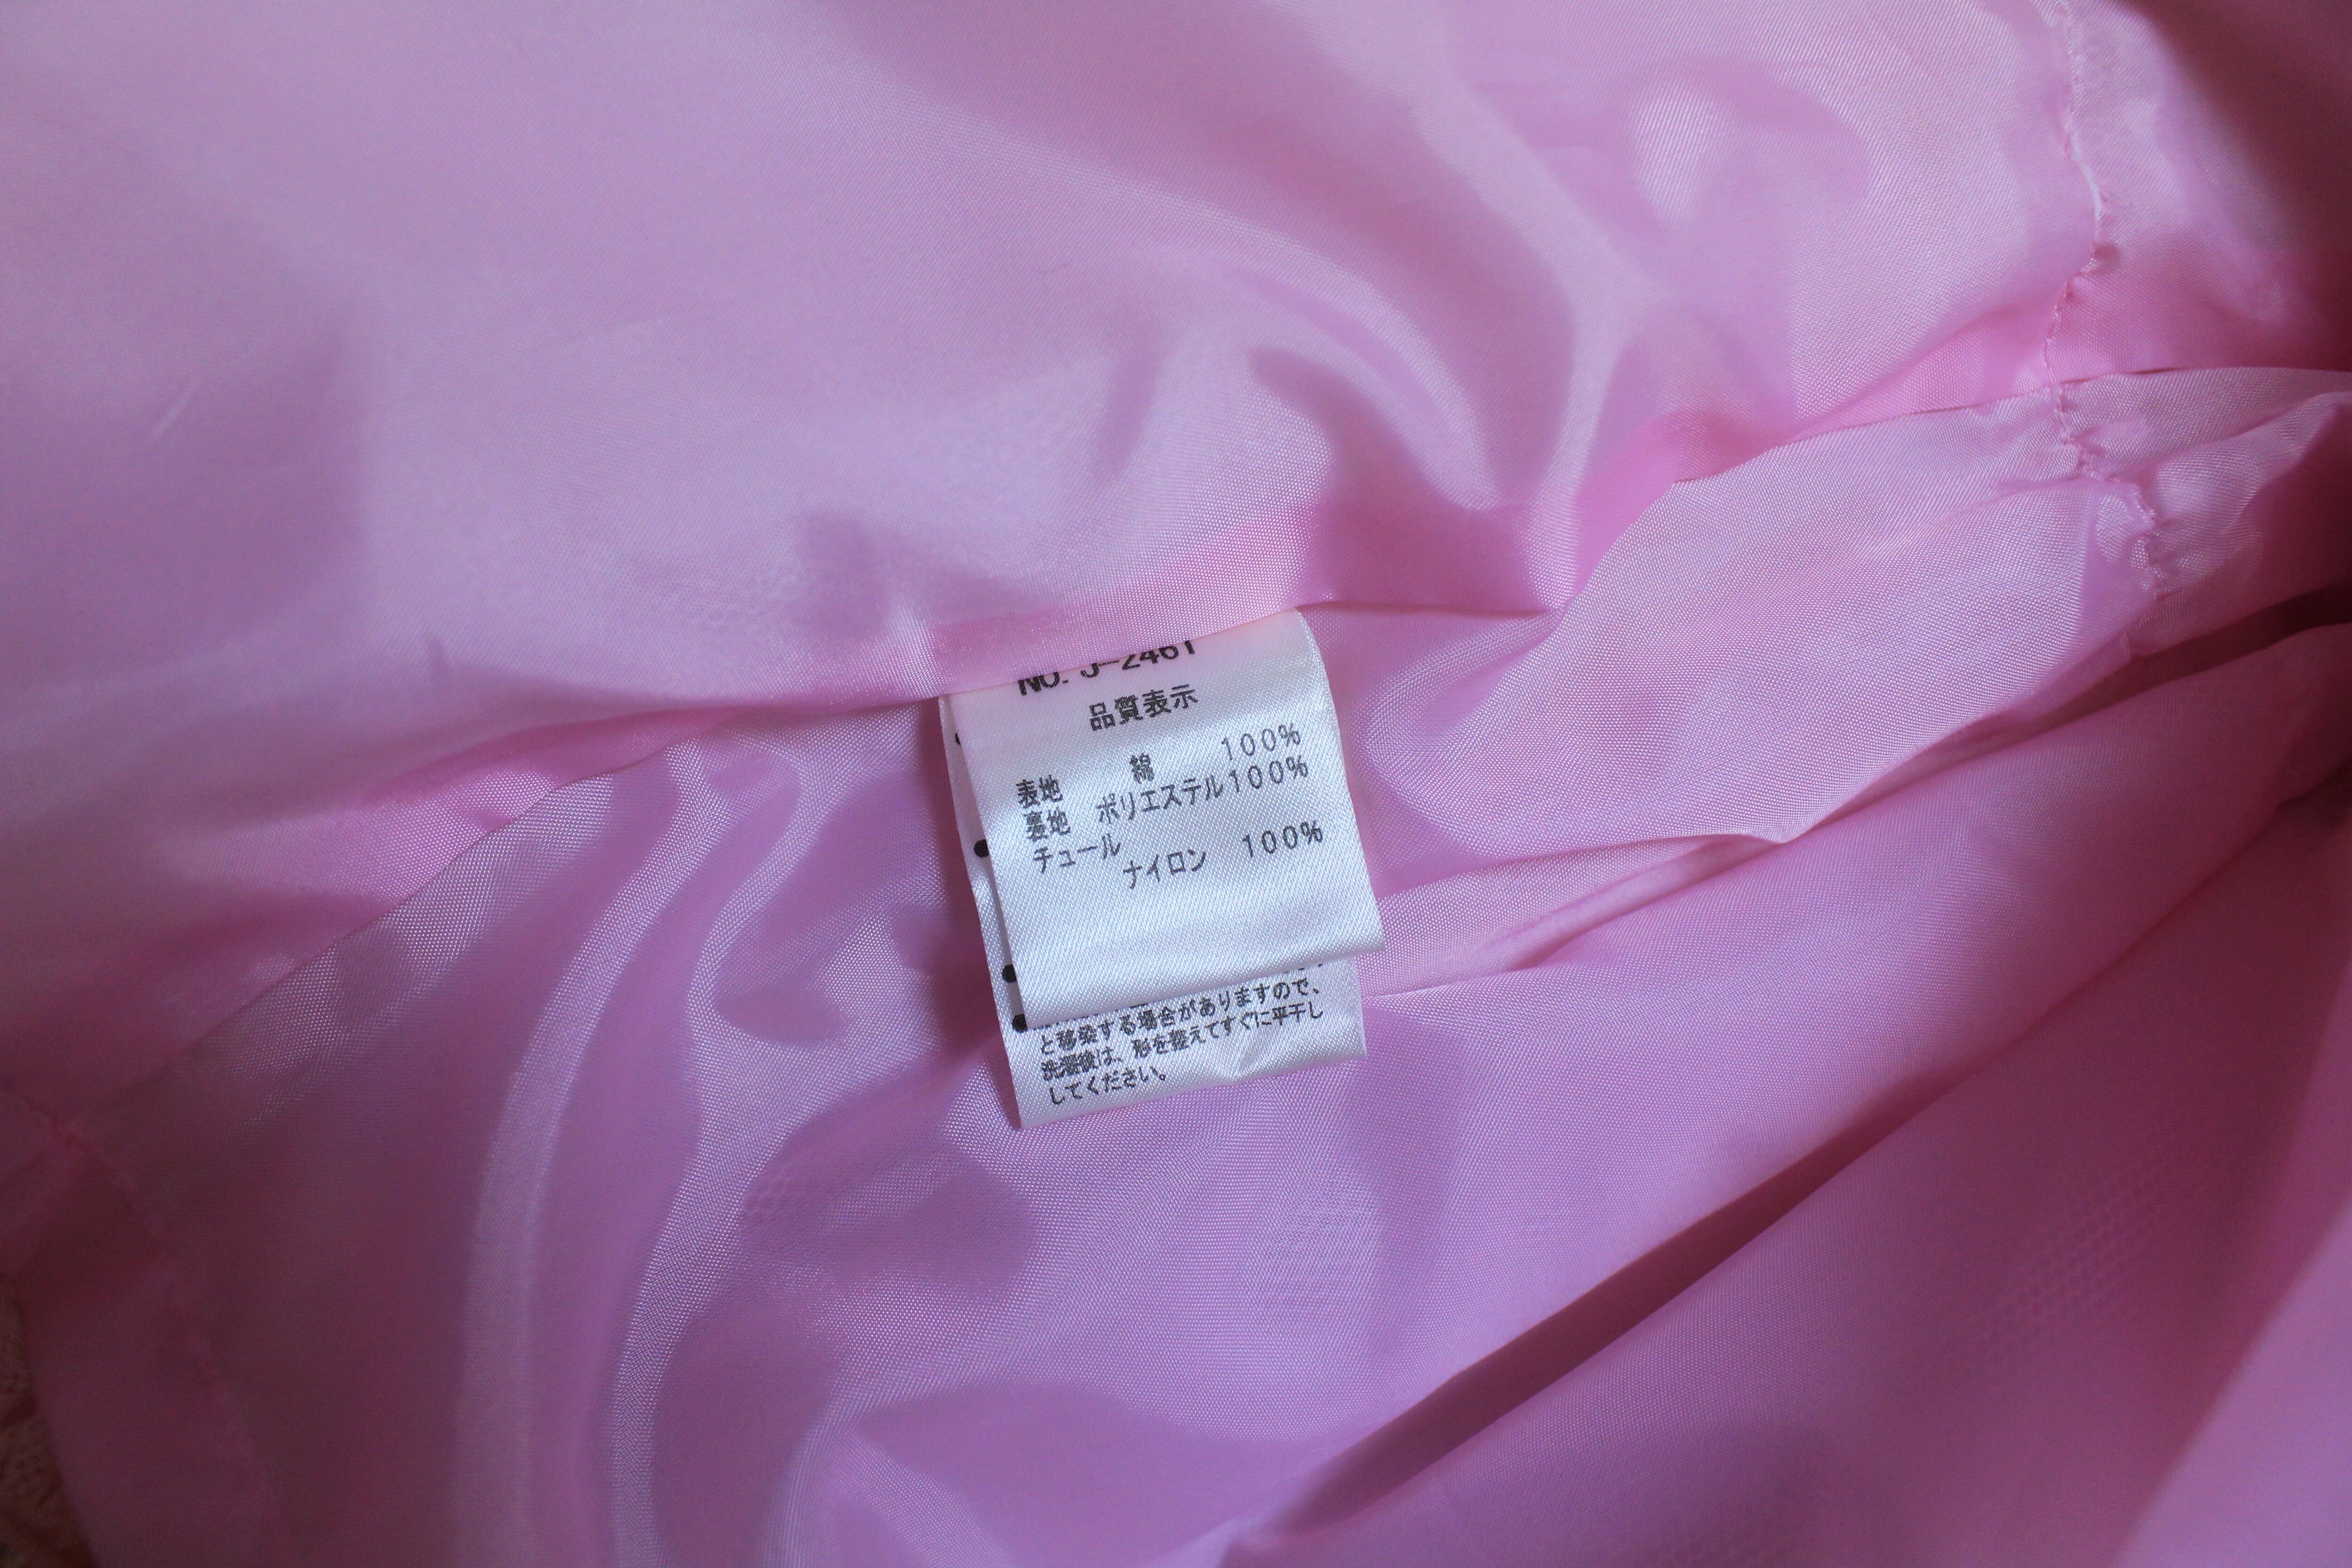 NO. J-2461
品質表示
表地 綿 100%
裏地 ポリエステル100%
チュール
ナイロン 100%
と移染する場合がありますので、
洗濯後は、形を整えてすぐに平干し
してください。